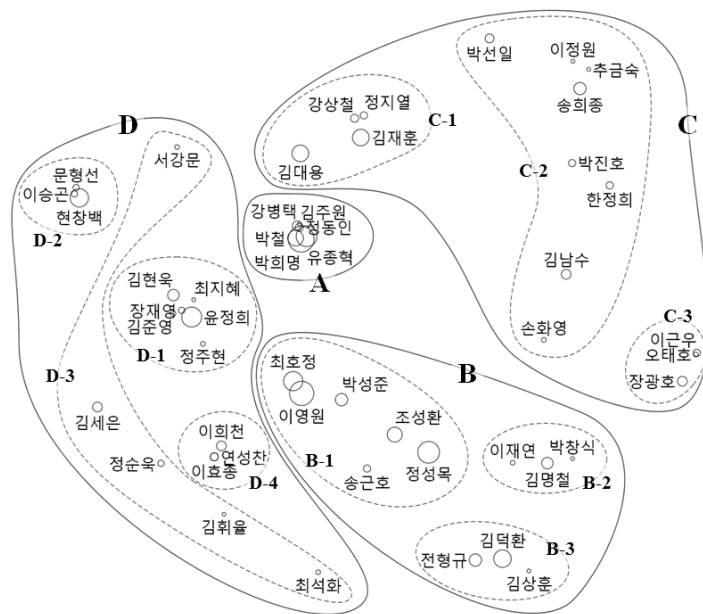 박선일
이정원
추금숙
송희종
강상철
정지열
C-1
김재훈
김대용
C
D
서강문
C-2
박진호
한정희
문형선
이승곤
현창백
D-2
강병택
김주원
박철
정동인
박희명
유종혁
A
김남수
손화영
김현욱
최지혜
장재영
김준영
윤정희
D-1
정주현
C-3
이근우
오태호
장광호
최호정
이영원
박성준
B
조성환
정성목
송근호
B-1
D-3
김세은
정순욱
이희천
연성찬
이효종
D-4
이재연
박창식
김명철
B-2
김휘율
최석화
전형규
김덕환
B-3
김상훈